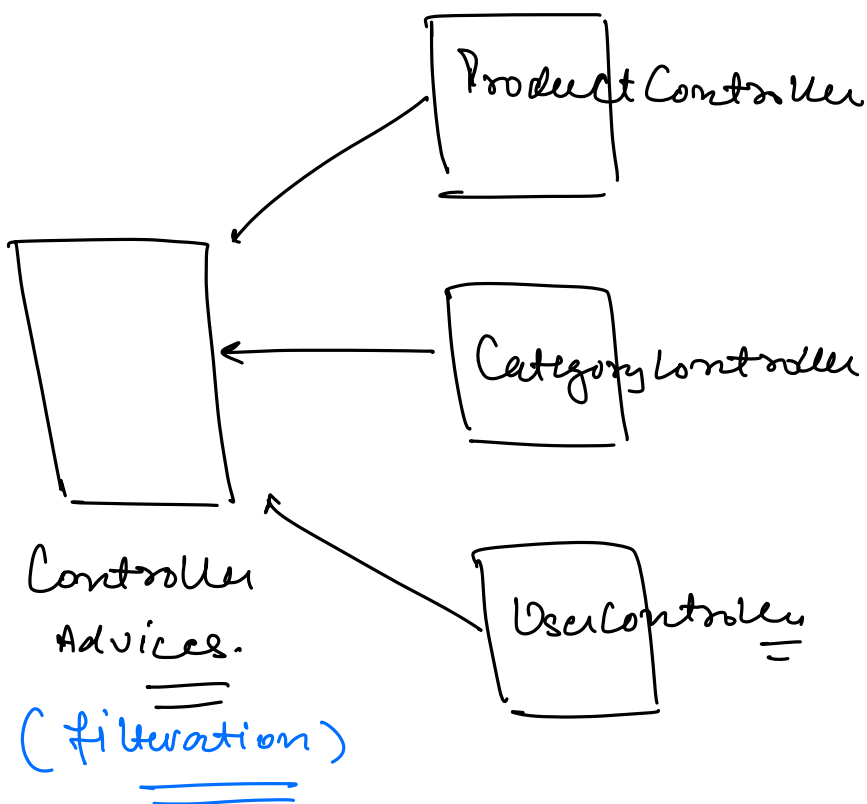 ProductController
CategoryController
UserController
Controller
Advices.
(filteration)